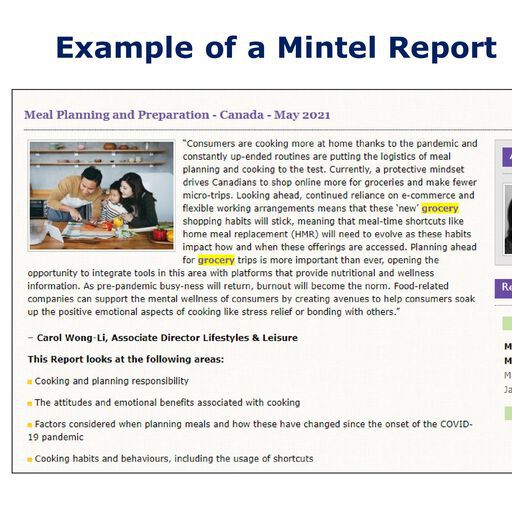 Example of a Mintel Report
Meal Planning and Preparation - Canada - May 2021
“Consumers are cooking more at home thanks to the pandemic and
constantly up-ended routines are putting the logistics of meal
planning and cooking to the test. Currently, a protective mindset
drives Canadians to shop online more for groceries and make fewer
micro-trips. Looking ahead, continued reliance on e-commerce and
flexible working arrangements means that these ‘new’ grocery
shopping habits will stick, meaning that meal-time shortcuts like
home meal replacement (HMR) will need to evolve as these habits
impact how and when these offerings are accessed. Planning ahead
for grocery trips is more important than ever, opening the
opportunity to integrate tools in this area with platforms that provide nutritional and wellness
information. As pre-pandemic busy-ness will return, burnout will become the norm. Food-related
companies can support the mental wellness of consumers by creating avenues to help consumers soak
up the positive emotional aspects of cooking like stress relief or bonding with others.”
– Carol Wong-Li, Associate Director Lifestyles & Leisure
This Report looks at the following areas:
Cooking and planning responsibility
The attitudes and emotional benefits associated with cooking
Factors considered when planning meals and how these have changed since the onset of the COVID-
19 pandemic
Cooking habits and behaviours, including the usage of shortcuts
A
Re
M
M
M
Ja